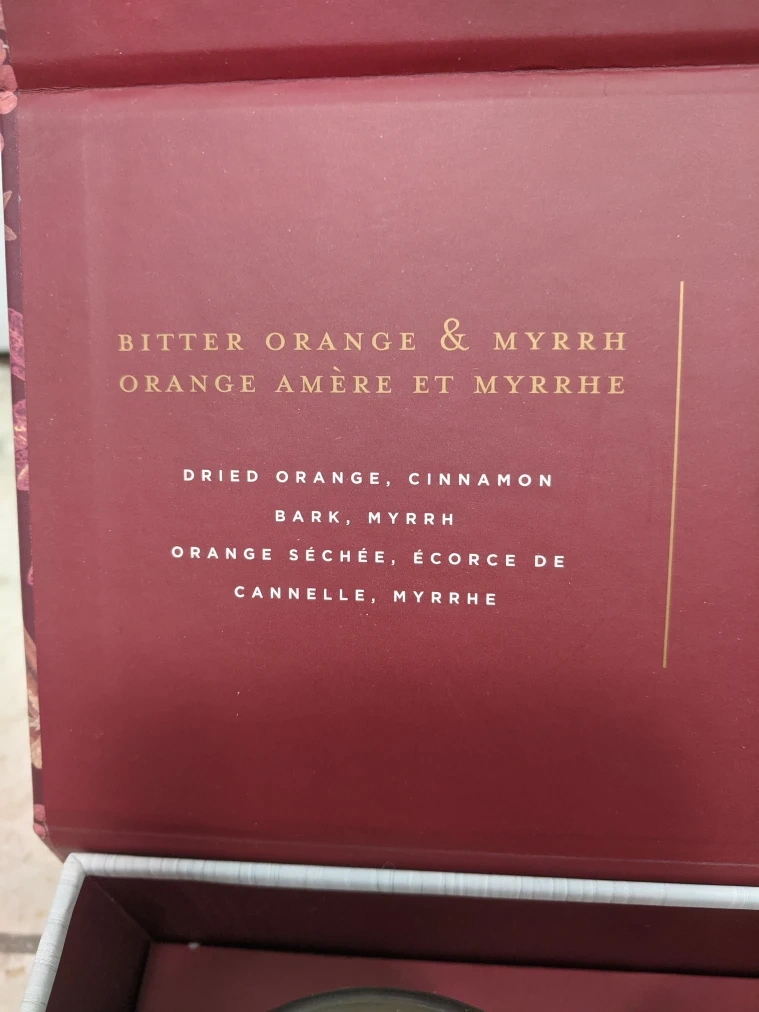 BITTER ORANGE & MYRRH
ORANGE AMÈRE ET MYRRHE
DRIED ORANGE, CINNAMON
BARK, MYRRH
ORANGE SÉCHÉE, ÉCORCE DE
CANNELLE, MYRRHE